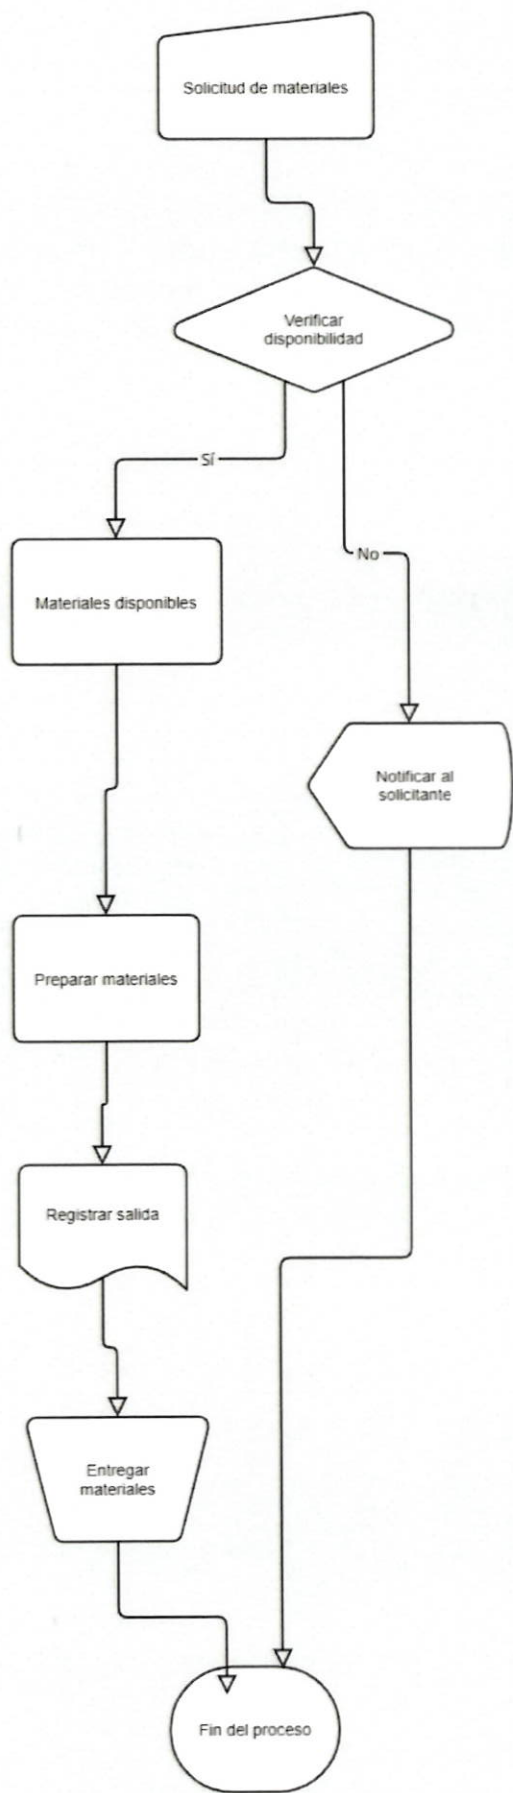 Solicitud de materiales
Verificar
disponibilidad
Sí
No
Materiales disponibles
Notificar al
solicitante
Preparar materiales
Registrar salida
Entregar
materiales
Fin del proceso